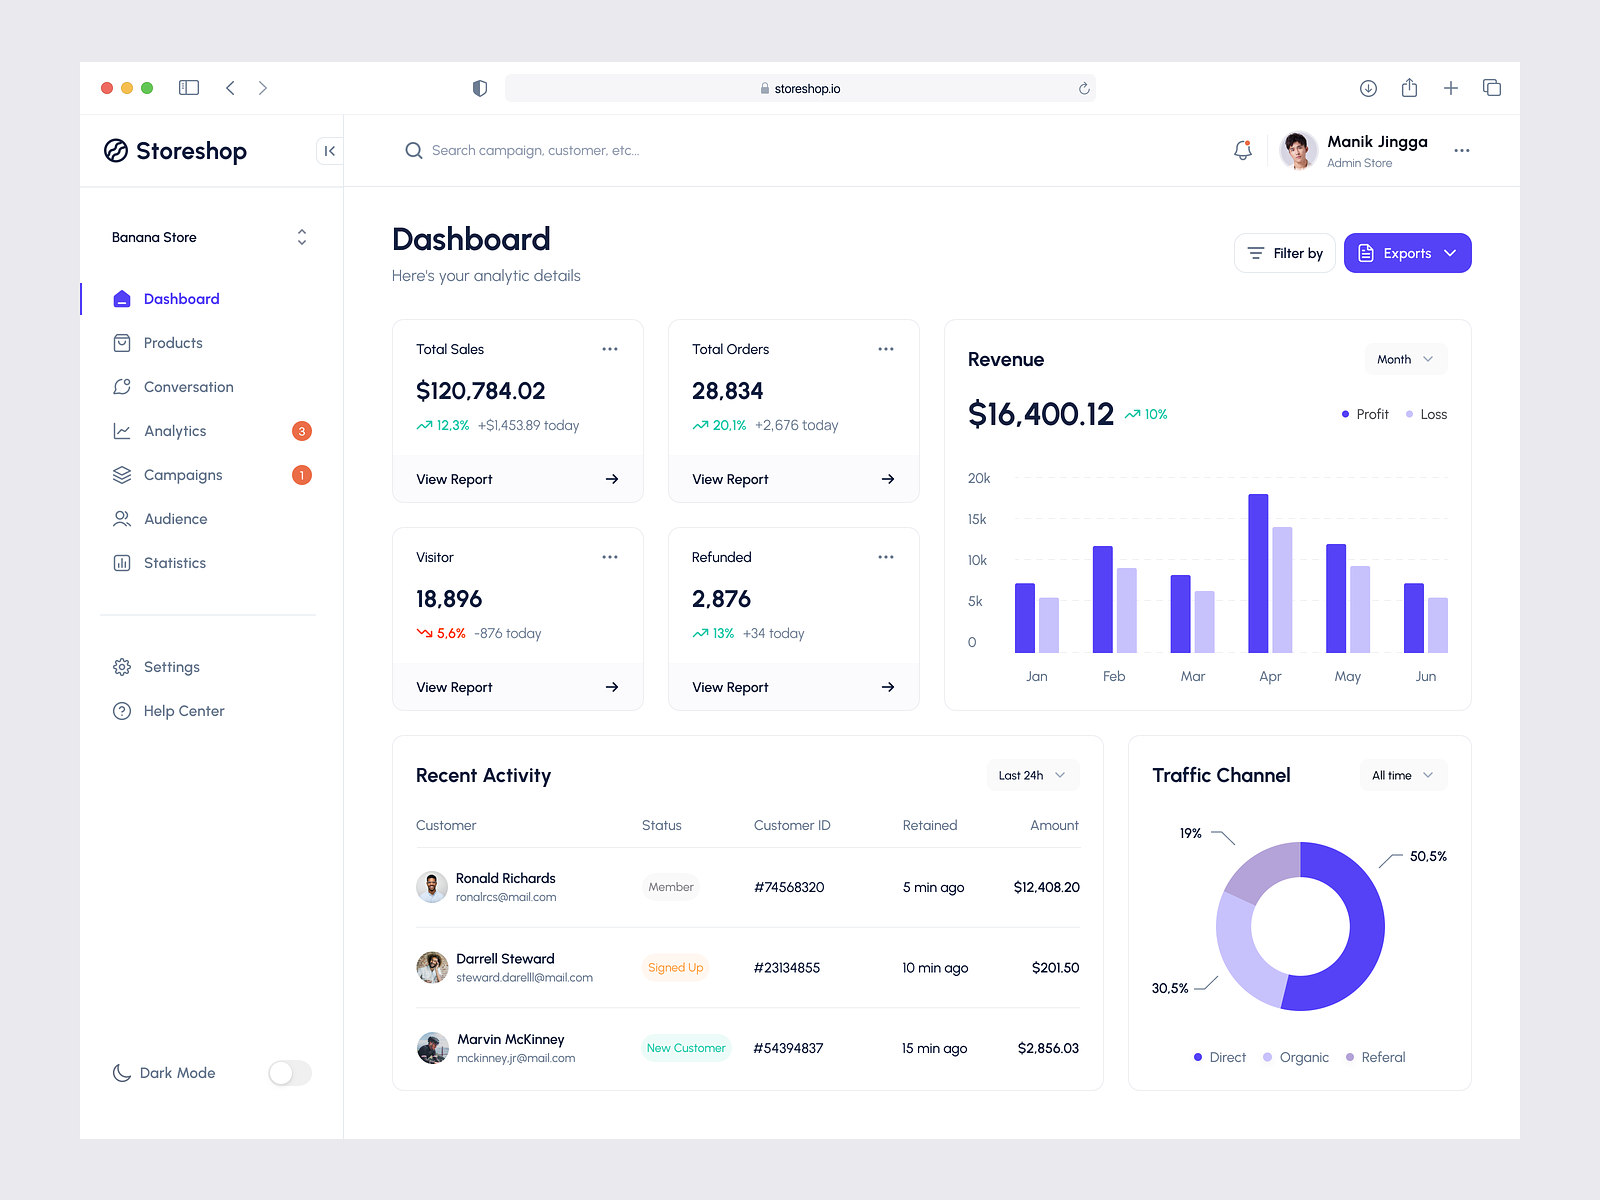 storeshop.io
Storeshop
Search campaign, customer, etc...
Manik Jingga
Admin Store
Banana Store
Dashboard
Products
Conversation
Analytics 3
Campaigns 1
Audience
Statistics
Settings
Help Center
Dark Mode
Dashboard
Here's your analytic details
Filter by
Exports
Total Sales
$120,784.02
12,3% +$1,453.89 today
View Report
Total Orders
28,834
20,1% +2,676 today
View Report
Visitor
18,896
5,6% -876 today
View Report
Refunded
2,876
13% +34 today
View Report
Revenue
Month
$16,400.12 10%
Profit Loss
20k
15k
10k
5k
0
Jan Feb Mar Apr May Jun
Recent Activity
Last 24h
Customer Status Customer ID Retained Amount
Ronald Richards
ronalrcs@mail.com
Member #74568320 5 min ago $12,408.20
Darrell Steward
steward.darelll@mail.com
Signed Up #23134855 10 min ago $201.50
Marvin McKinney
mckinney.jr@mail.com
New Customer #54394837 15 min ago $2,856.03
Traffic Channel
All time
19%
50,5%
30,5%
Direct Organic Referal